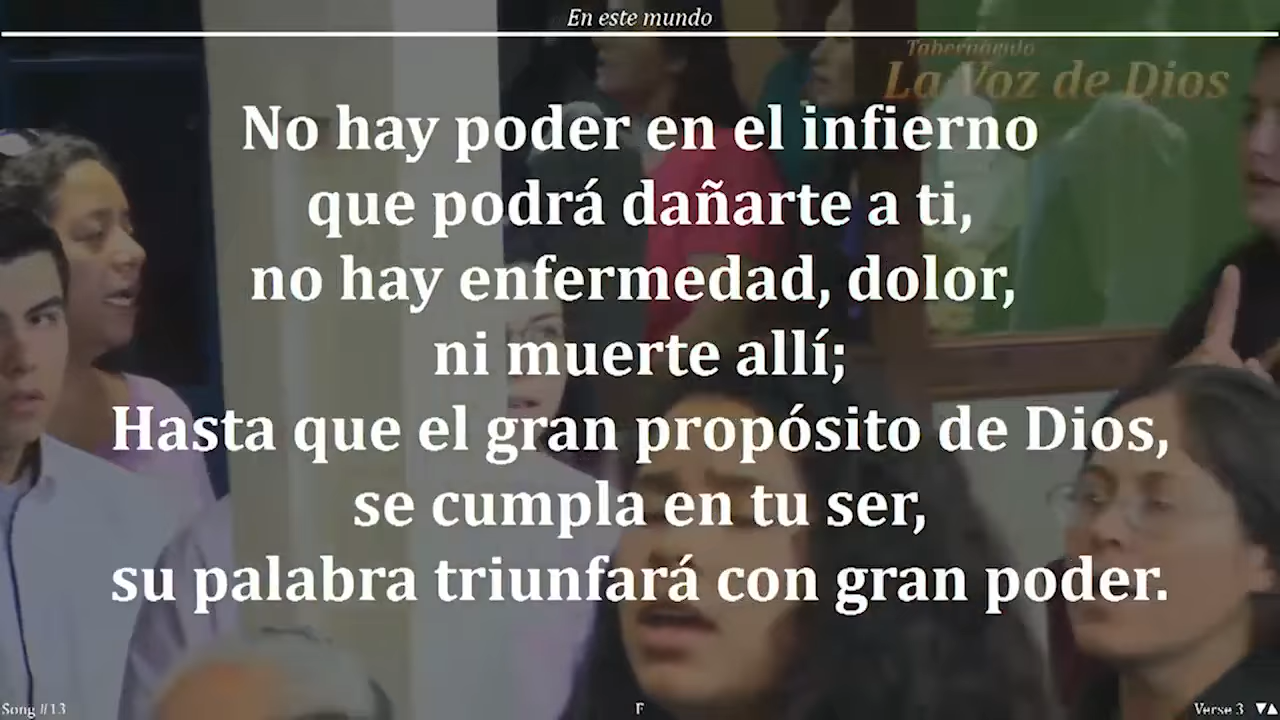 En este mundo
Tabernáculo
La Voz de Dios
No hay poder en el infierno
que podrá dañarte a ti,
no hay enfermedad, dolor,
ni muerte allí;
Hasta que el gran propósito de Dios,
se cumpla en tu ser,
su palabra triunfará con gran poder.
Song #13
F
Verse 3 ▼▲